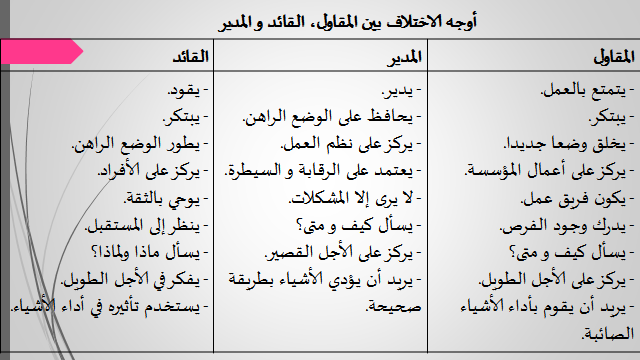 أوجه الاختلاف بين المقاول، القائد و المدير
المقاول
- يتمتع بالعمل.
- يبتكر.
- يخلق وضعا جديدا.
- يركز على أعمال المؤسسة.
- يكون فريق عمل.
- يدرك وجود الفرص.
- يسأل كيف و متى؟
- يركز على الأجل الطويل.
- يريد أن يقوم بأداء الأشياء
الصائبة.
المدير
- يدير.
- يحافظ على الوضع الراهن.
- يركز على نظم العمل.
- يعتمد على الرقابة و السيطرة.
- لا يرى إلا المشكلات.
- يسأل كيف و متى؟
- يركز على الأجل القصير.
- يريد أن يؤدي الأشياء بطريقة
صحيحة.
القائد
- يقود.
- يبتكر.
- يطور الوضع الراهن.
- يركز على الأفراد.
- يوحي بالثقة.
- ينظر إلى المستقبل.
- يسأل ماذا ولماذا؟
- يفكر في الأجل الطويل.
- يستخدم تأثيره في أداء الأشياء.